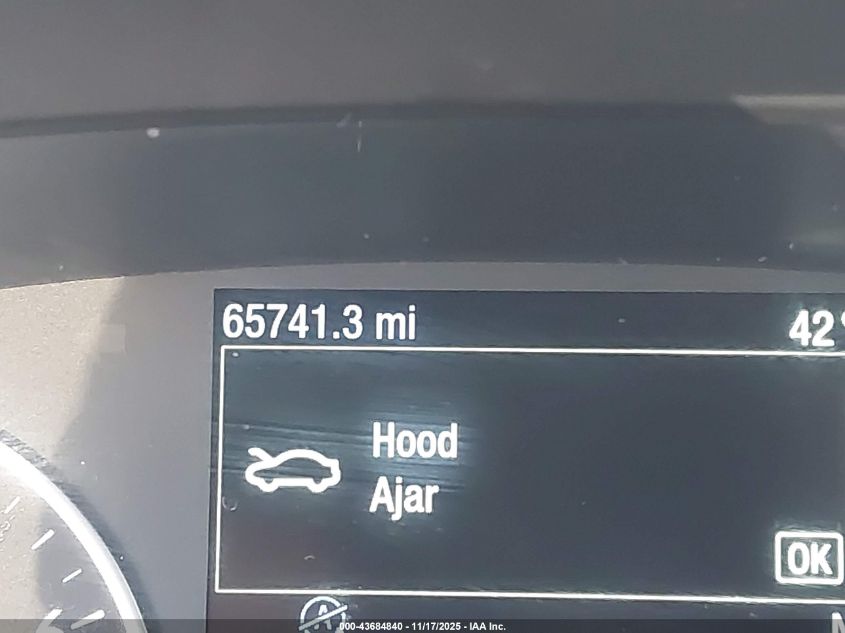 65741.3 mi
42°
Hood
Ajar
OK
A
000-43684840 - 11/17/2025 - IAA Inc.